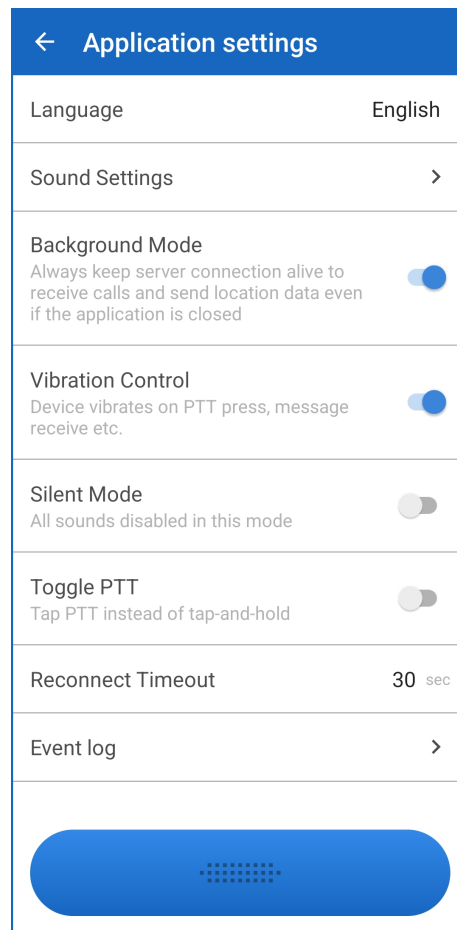 Application settings
Language English
Sound Settings
Background Mode
Always keep server connection alive to
receive calls and send location data even
if the application is closed
Vibration Control
Device vibrates on PTT press, message
receive etc.
Silent Mode
All sounds disabled in this mode
Toggle PTT
Tap PTT instead of tap-and-hold
Reconnect Timeout 30 sec
Event log